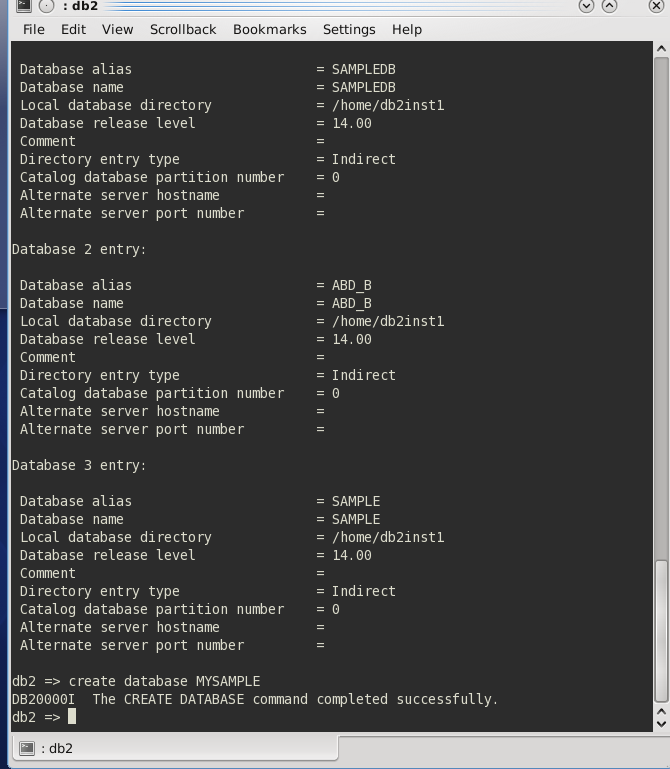 : db2
File Edit View Scrollback Bookmarks Settings Help
Database alias = SAMPLEDB
Database name = SAMPLEDB
Local database directory = /home/db2inst1
Database release level = 14.00
Comment =
Directory entry type = Indirect
Catalog database partition number = 0
Alternate server hostname =
Alternate server port number =
Database 2 entry:
Database alias = ABD_B
Database name = ABD_B
Local database directory = /home/db2inst1
Database release level = 14.00
Comment =
Directory entry type = Indirect
Catalog database partition number = 0
Alternate server hostname =
Alternate server port number =
Database 3 entry:
Database alias = SAMPLE
Database name = SAMPLE
Local database directory = /home/db2inst1
Database release level = 14.00
Comment =
Directory entry type = Indirect
Catalog database partition number = 0
Alternate server hostname =
Alternate server port number =
db2 => create database MYSAMPLE
DB20000I  The CREATE DATABASE command completed successfully.
db2 =>
: db2